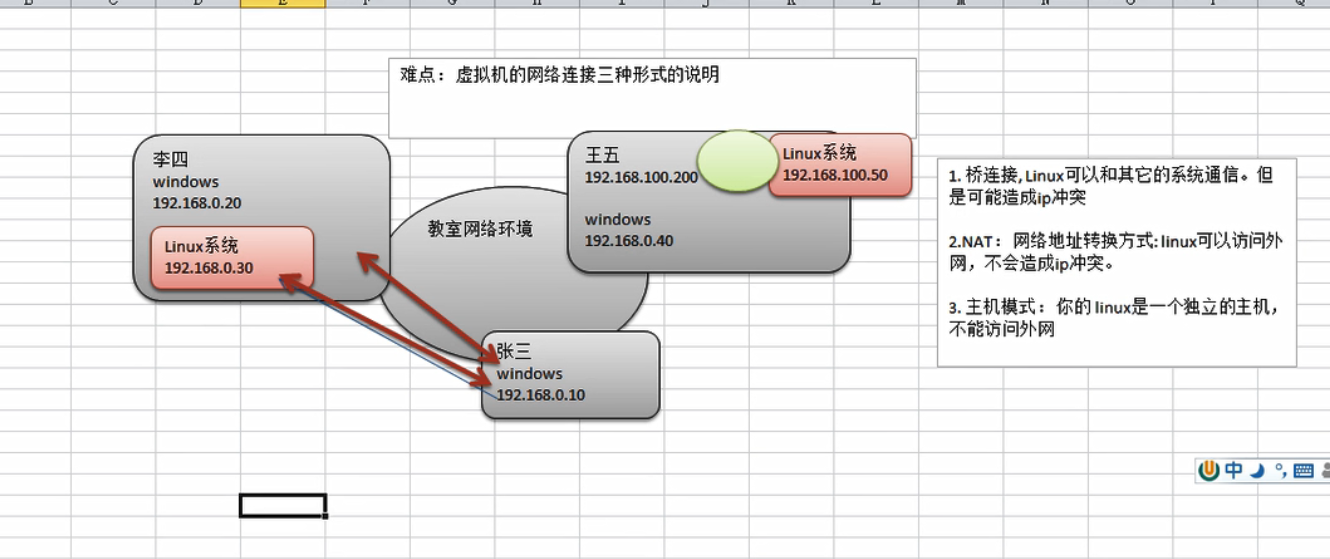 难点：虚拟机的网络连接三种形式的说明
李四
windows
192.168.0.20
Linux系统
192.168.0.30
教室网络环境
王五
192.168.100.200
windows
192.168.0.40
Linux系统
192.168.100.50
张三
windows
192.168.0.10
1. 桥连接, Linux可以和其它的系统通信。但
是可能造成ip冲突
2.NAT：网络地址转换方式: linux可以访问外
网，不会造成ip冲突。
3. 主机模式：你的 linux是一个独立的主机，
不能访问外网
中